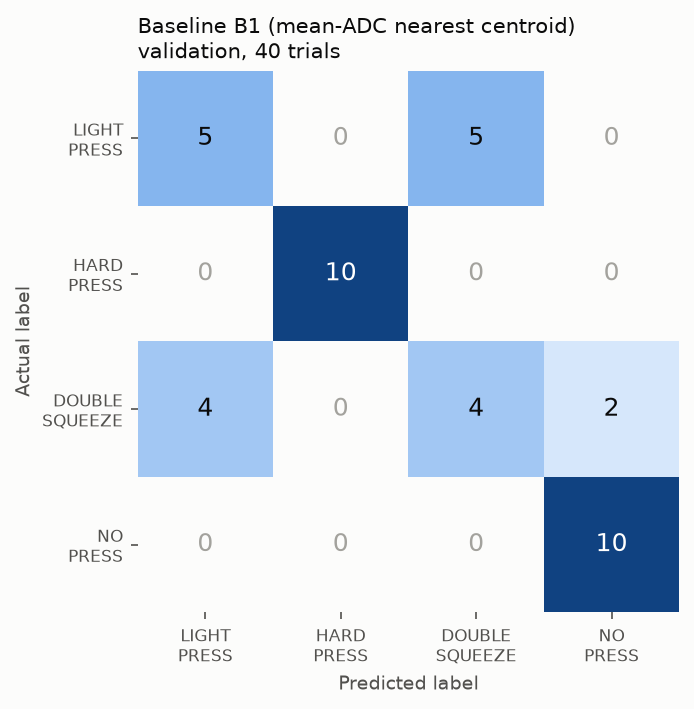 Baseline B1 (mean-ADC nearest centroid)
validation, 40 trials
LIGHT
PRESS
5
0
5
0
HARD
PRESS
0
10
0
0
Actual label
DOUBLE
SQUEEZE
4
0
4
2
NO
PRESS
0
0
0
10
LIGHT
PRESS
HARD
PRESS
DOUBLE
SQUEEZE
NO
PRESS
Predicted label